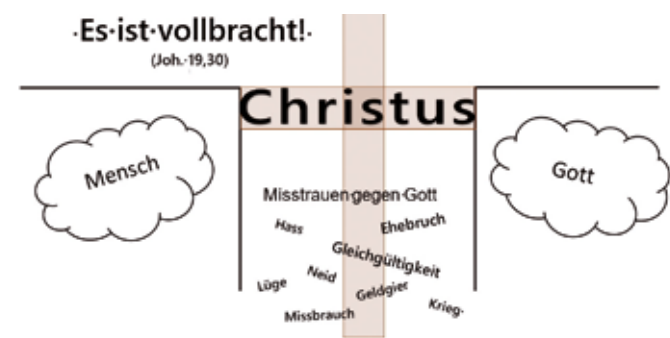 ·Es·ist·vollbracht!·
(Joh.·19,30)
Christus
Mensch
Gott
Misstrauen·gegen·Gott
Hass
Ehebruch
Gleichgültigkeit
Neid
Lüge
Geldgier
Missbrauch
Krieg·